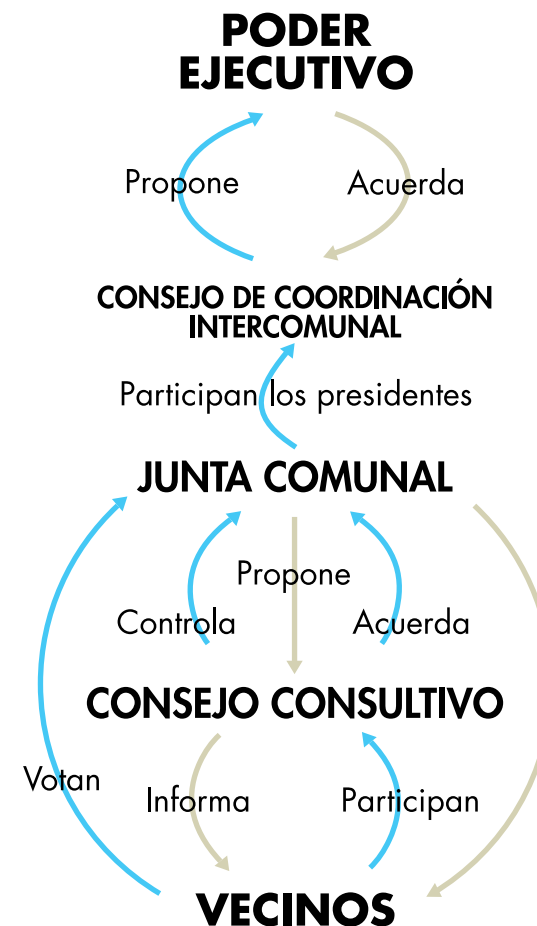 PODER
EJECUTIVO
Propone
Acuerda
CONSEJO DE COORDINACIÓN
INTERCOMUNAL
Participan los presidentes
JUNTA COMUNAL
Propone
Controla
Acuerda
CONSEJO CONSULTIVO
Votan
Informa
Participan
VECINOS